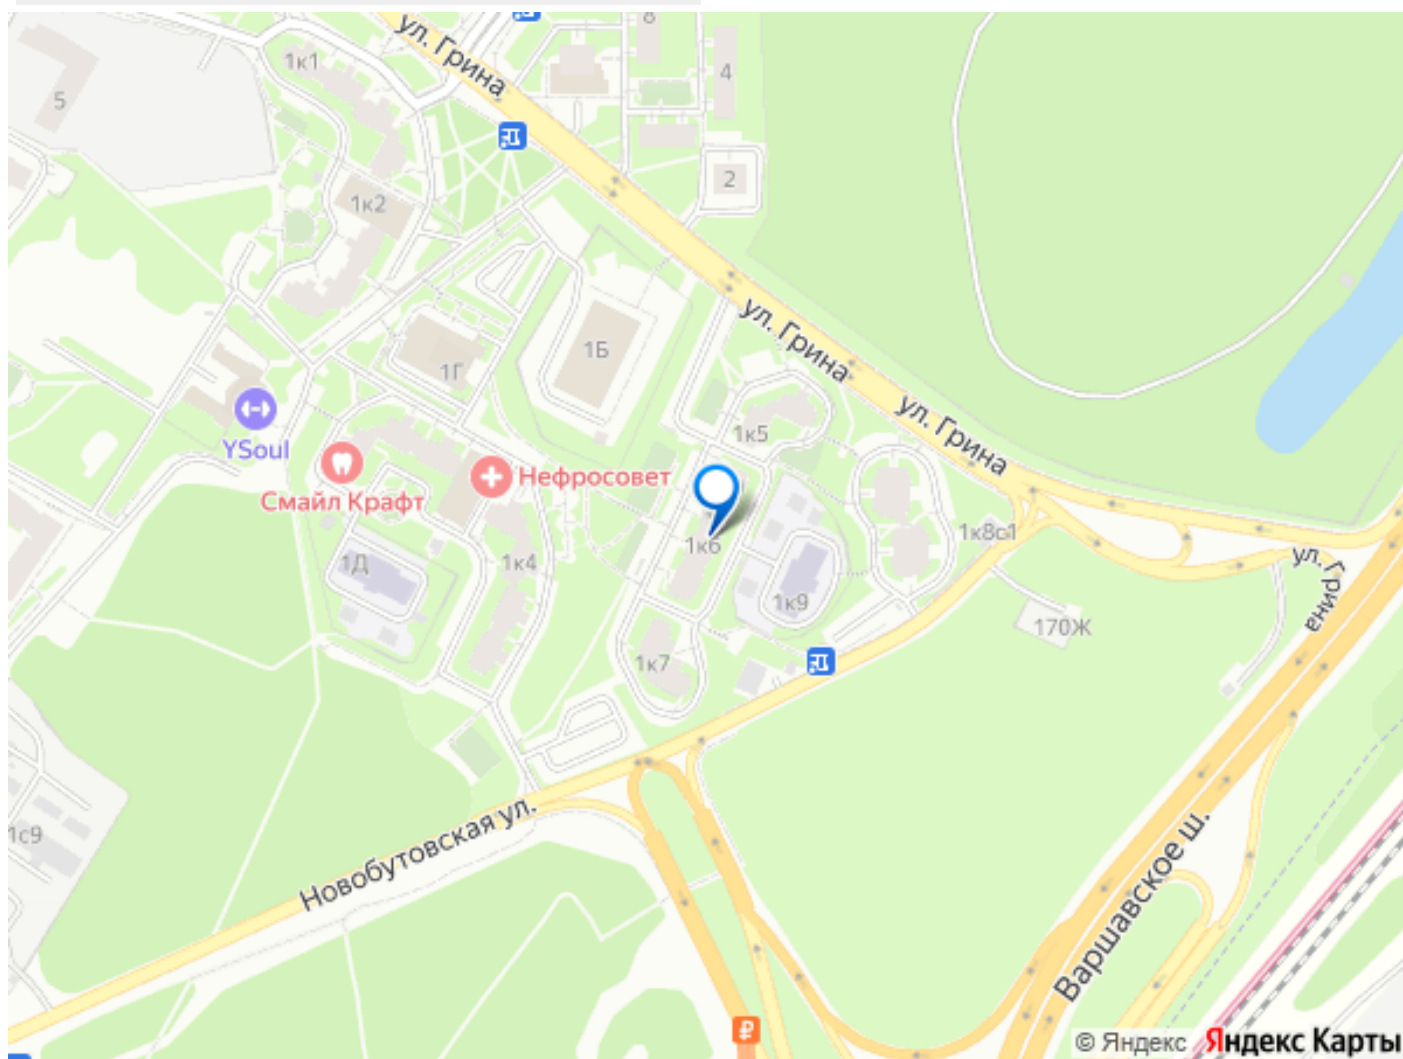 ул. Грина
8
1к1
4
5
2
1к2
ул. Грина
1Б
1Г
ул. Грина
1к5
YSoul
Нефросовет
Смайл Крафт
1к6
1к8с1
1Д
1к4
ул. Грина
1к9
170Ж
1к7
1с9
Новобутовская ул.
Варшавское ш.
₽
© Яндекс Яндекс Карты